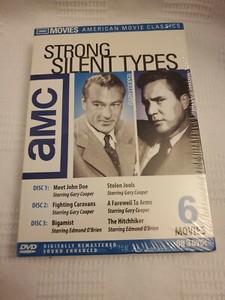 amc MOVIES AMERICAN MOVIE CLASSICS
STRONG
SILENT TYPES
amc
DISC 1: Meet John Doe
Starring Gary Cooper
Stolen Jools
Starring Gary Cooper
DISC 2: Fighting Caravans
Starring Gary Cooper
A Farewell To Arms
Starring Gary Cooper
DISC 3: Bigamist
Starring Edmond O'Brien
The Hitchhiker
Starring Edmond O'Brien
6
MOVIES
DVD
DIGITALLY REMASTERED
SOUND ENHANCED